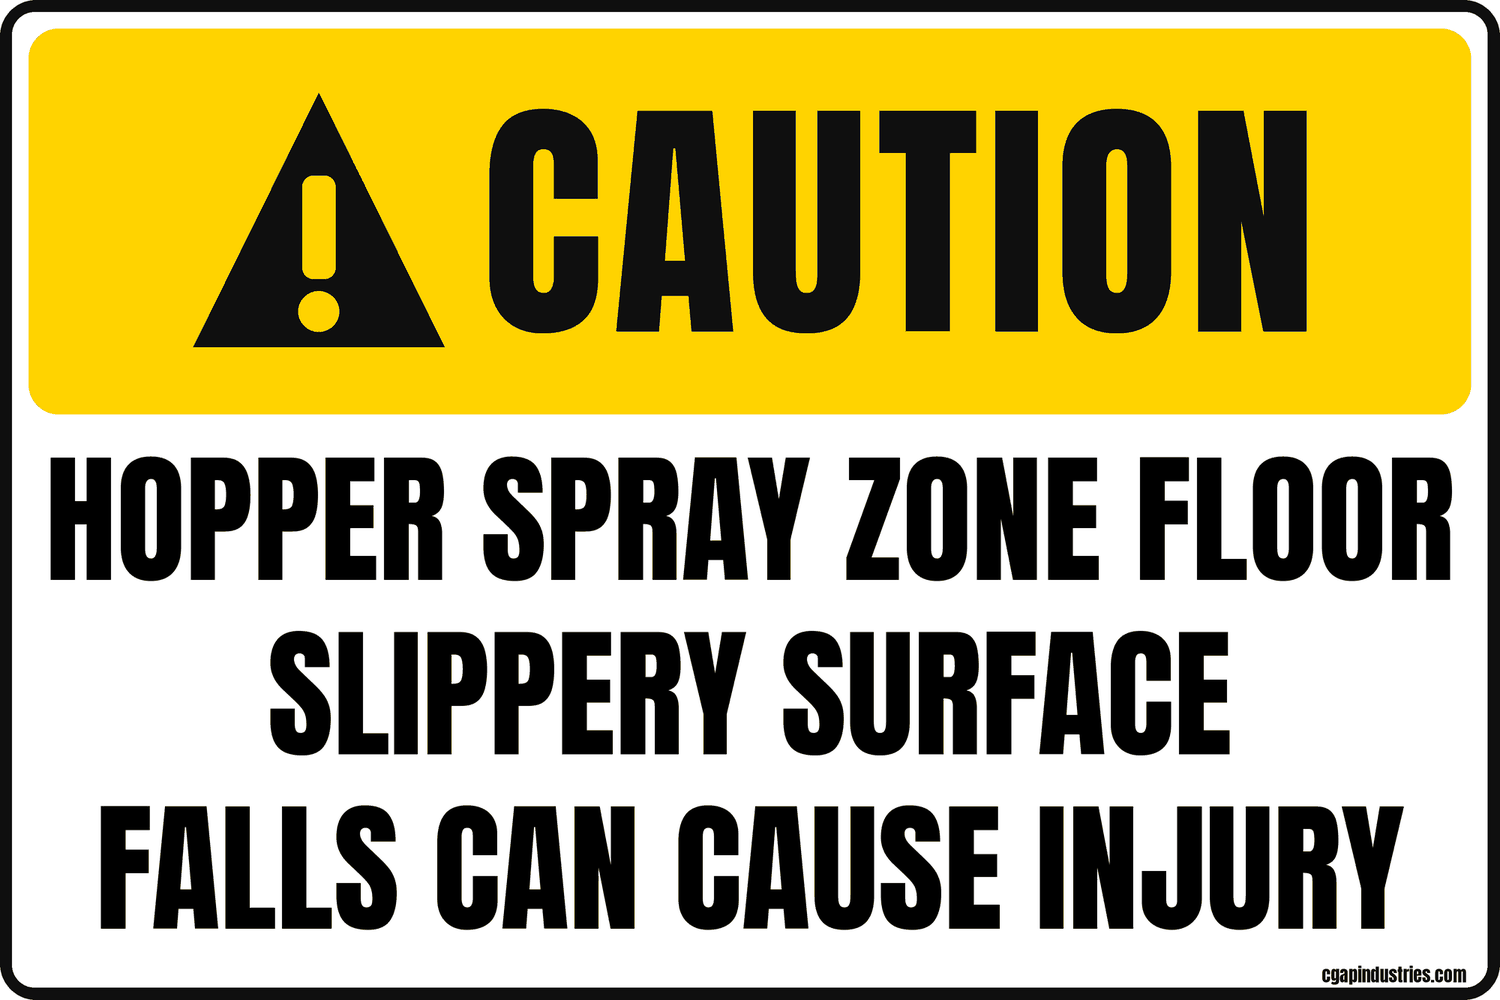 CAUTION
HOPPER SPRAY ZONE FLOOR
SLIPPERY SURFACE
FALLS CAN CAUSE INJURY
cgapindustries.com